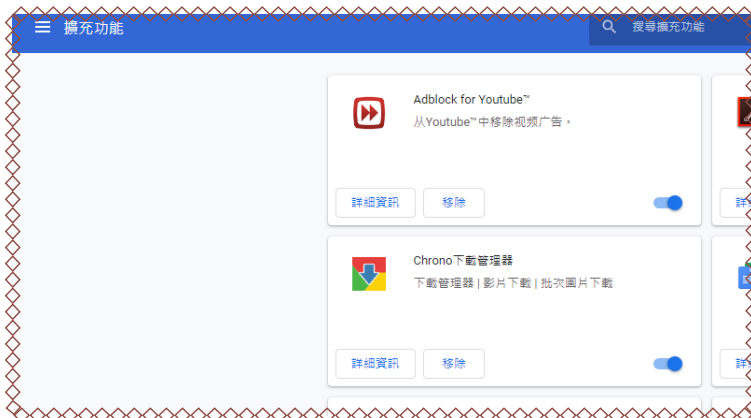 擴充功能
搜尋擴充功能
Adblock for Youtube™
从Youtube™中移除视频广告。
詳細資訊
移除
Chrono下載管理器
下載管理器 | 影片下載 | 批次圖片下載
詳細資訊
移除